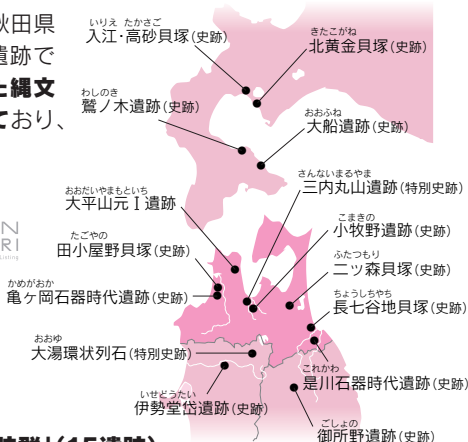 秋田県
遺跡で
縄文
ており、
いりえ たかさご
入江・高砂貝塚(史跡)
きたこがね
北黄金貝塚(史跡)
わしのき
鷲ノ木遺跡(史跡)
おおふね
大船遺跡(史跡)
さんないまるやま
三内丸山遺跡(特別史跡)
おおだいやまもといち
大平山元Ⅰ遺跡
こまきの
小牧野遺跡(史跡)
たごやの
田小屋野貝塚(史跡)
ふたつもり
二ッ森貝塚(史跡)
かめがおか
亀ヶ岡石器時代遺跡(史跡)
ちょうしちやち
長七谷地貝塚(史跡)
おおゆ
大湯環状列石(特別史跡)
これかわ
是川石器時代遺跡(史跡)
いせどうたい
伊勢堂岱遺跡(史跡)
ごしょの
御所野遺跡(史跡)